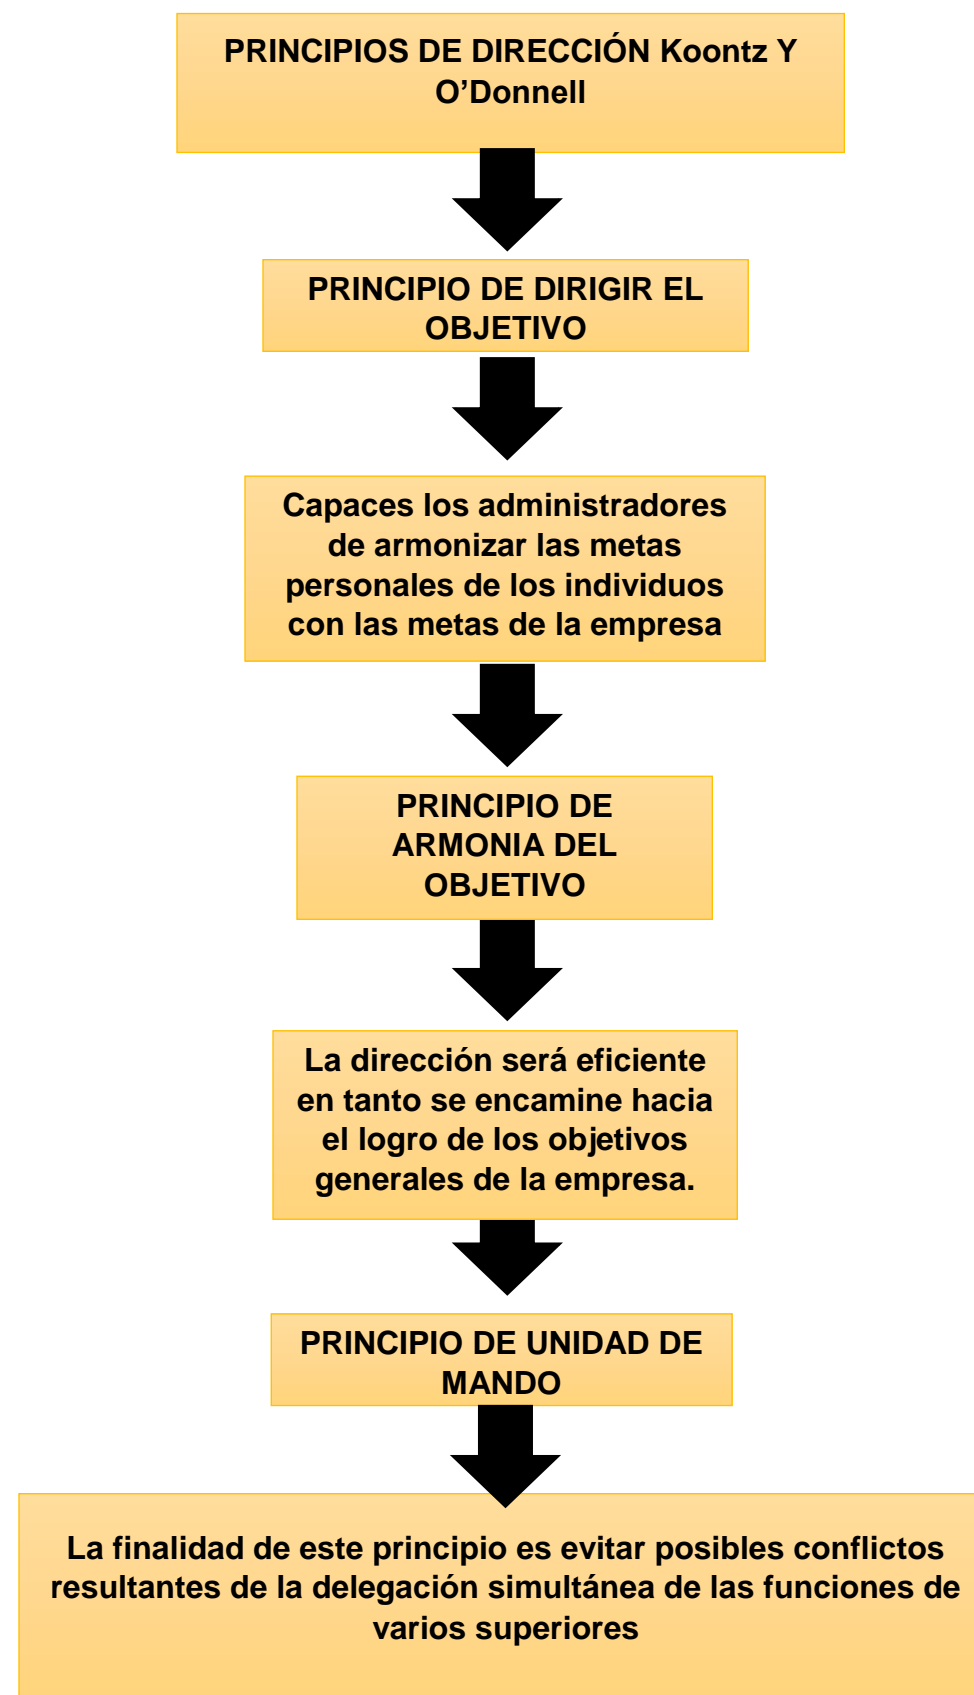 PRINCIPIOS DE DIRECCIÓN Koontz Y
O’Donnell
PRINCIPIO DE DIRIGIR EL
OBJETIVO
Capaces los administradores
de armonizar las metas
personales de los individuos
con las metas de la empresa
PRINCIPIO DE
ARMONIA DEL
OBJETIVO
La dirección será eficiente
en tanto se encamine hacia
el logro de los objetivos
generales de la empresa.
PRINCIPIO DE UNIDAD DE
MANDO
La finalidad de este principio es evitar posibles conflictos
resultantes de la delegación simultánea de las funciones de
varios superiores